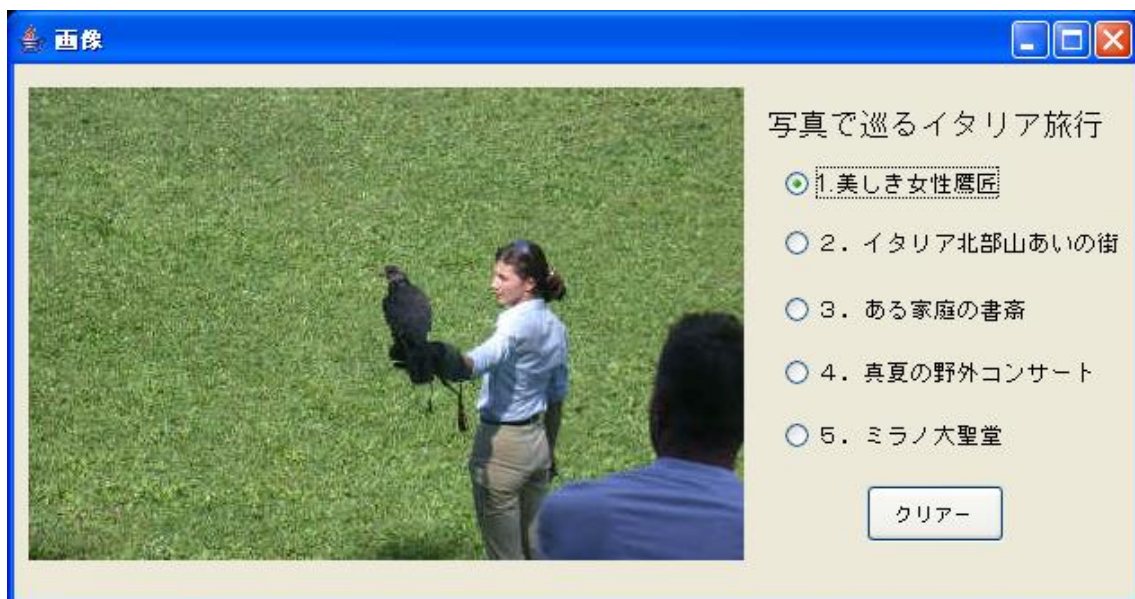 画像
写真で巡るイタリア旅行
1.美しき女性鷹匠
２．イタリア北部山あいの街
３．ある家庭の書斎
４．真夏の野外コンサート
５．ミラノ大聖堂
クリアー